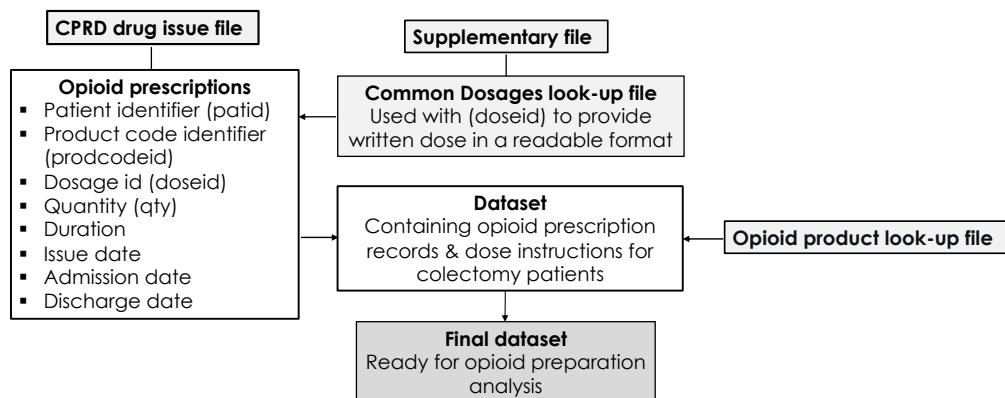 CPRD drug issue file
Supplementary file
Opioid prescriptions
▪ Patient identifier (patid)
▪ Product code identifier
(prodcodeid)
▪ Dosage id (doseid)
▪ Quantity (qty)
▪ Duration
▪ Issue date
▪ Admission date
▪ Discharge date
Common Dosages look-up file
Used with (doseid) to provide
written dose in a readable format
Dataset
Containing opioid prescription
records & dose instructions for
colectomy patients
Opioid product look-up file
Final dataset
Ready for opioid preparation
analysis